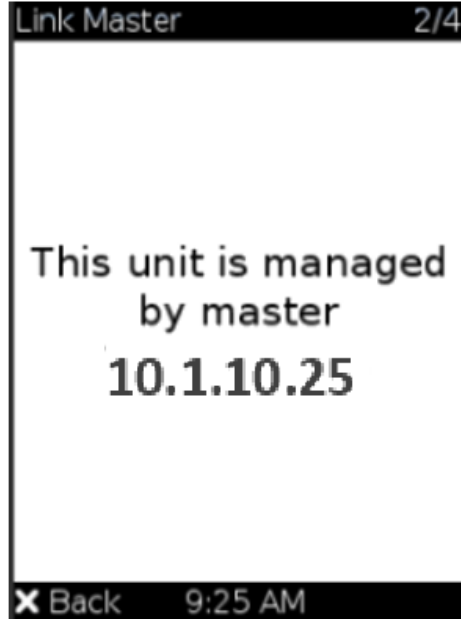 Link Master 2/4
This unit is managed
by master
10.1.10.25
× Back 9:25 AM